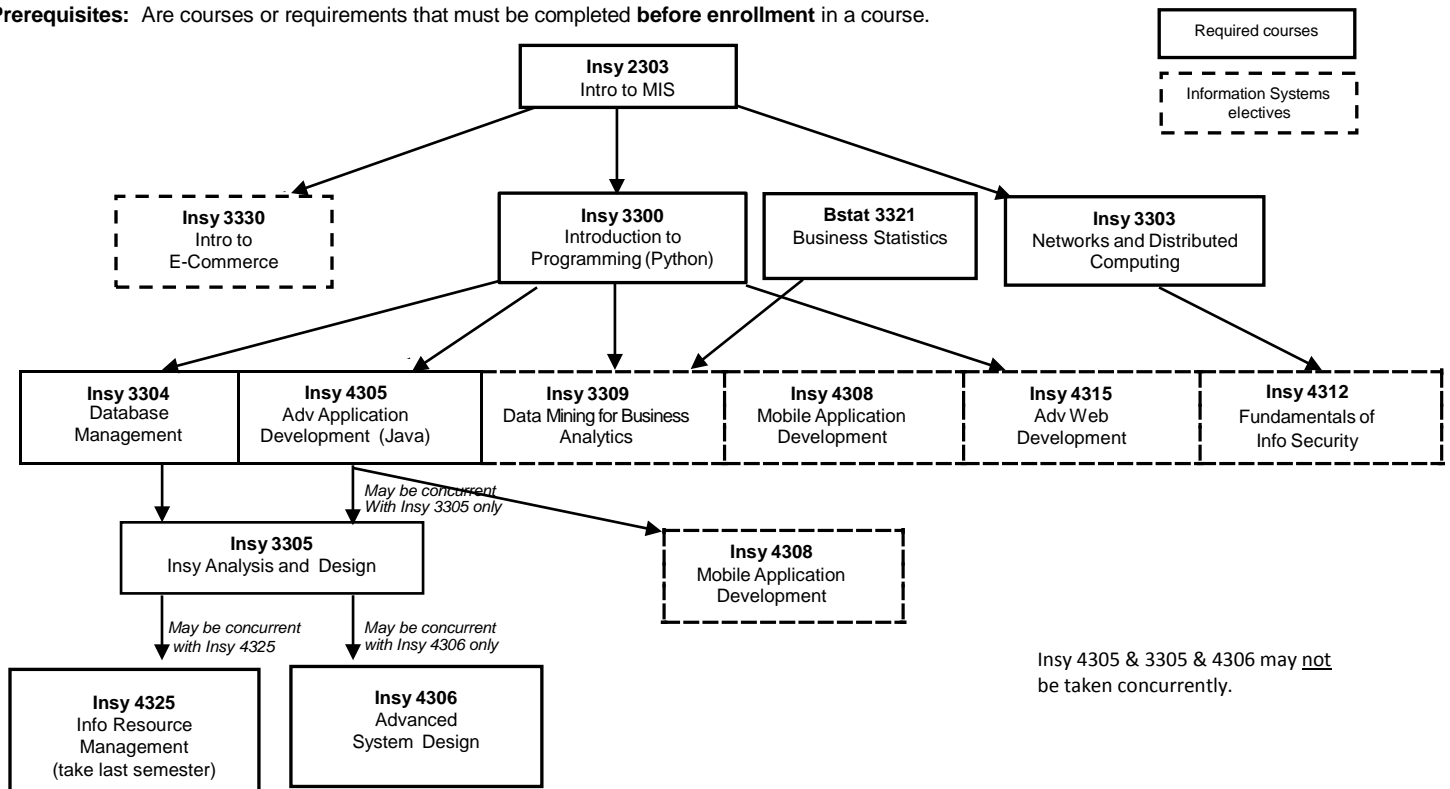 Prerequisites: Are courses or requirements that must be completed before enrollment in a course.
Required courses
Information Systems
electives
Insy 2303
Intro to MIS
Insy 3330
Intro to
E-Commerce
Insy 3300
Introduction to
Programming (Python)
Bstat 3321
Business Statistics
Insy 3303
Networks and Distributed
Computing
Insy 3304
Database
Management
Insy 4305
Adv Application
Development (Java)
Insy 3309
Data Mining for Business
Analytics
Insy 4308
Mobile Application
Development
Insy 4315
Adv Web
Development
Insy 4312
Fundamentals of
Info Security
May be concurrent
With Insy 3305 only
Insy 3305
Insy Analysis and Design
Insy 4308
Mobile Application
Development
May be concurrent
with Insy 4325
May be concurrent
with Insy 4306 only
Insy 4325
Info Resource
Management
(take last semester)
Insy 4306
Advanced
System Design
Insy 4305 & 3305 & 4306 may not
be taken concurrently.